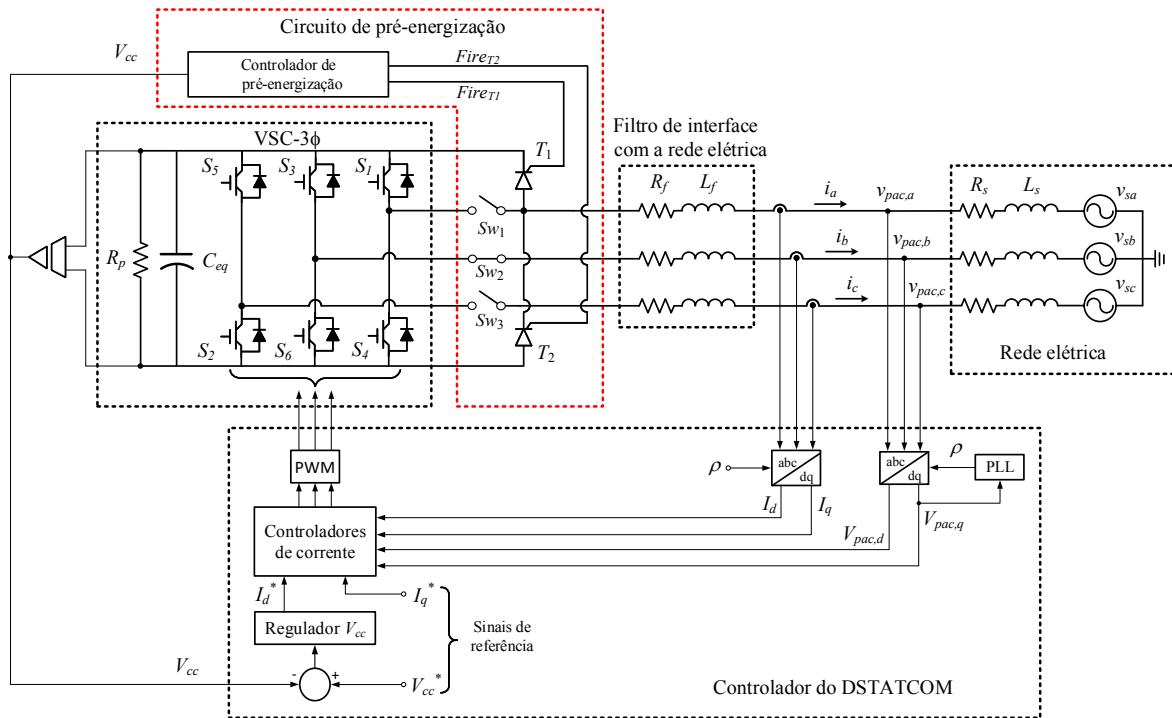 Circuito de pré-energização
V_cc
Controlador de
pré-energização
Fire_T2
Fire_T1
VSC-3ϕ
S_5
S_3
S_1
T_1
R_p
C_eq
Sw_1
Sw_2
Sw_3
S_2
S_6
S_4
T_2
Filtro de interface
com a rede elétrica
R_f
L_f
i_a
i_b
i_c
v_pac,a
v_pac,b
v_pac,c
R_s
L_s
v_sa
v_sb
v_sc
Rede elétrica
PWM
ρ
abc
dq
abc
dq
ρ
PLL
I_d
I_q
V_pac,d
V_pac,q
Controladores
de corrente
I_d*
I_q*
Regulador V_cc
Sinais de
referência
V_cc
-
+
V_cc*
Controlador do DSTATCOM